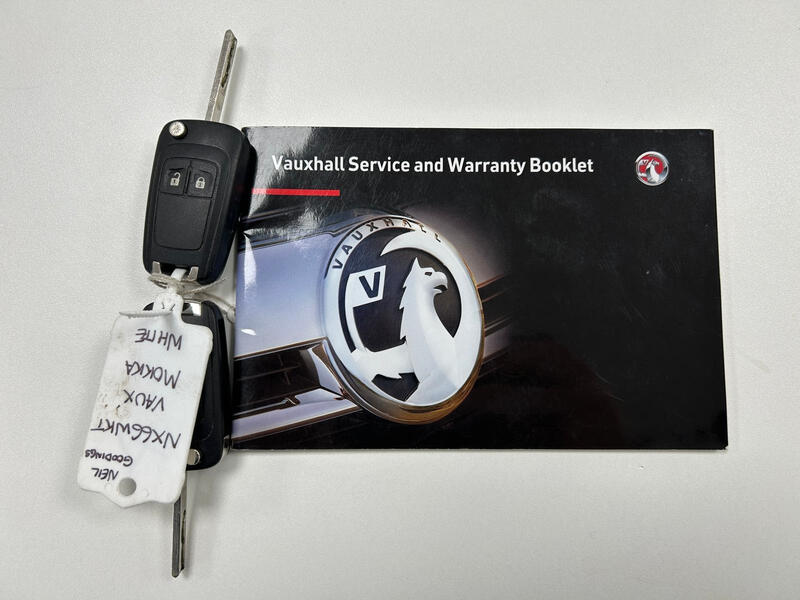 Vauxhall Service and Warranty Booklet
VAUXHALL
V
NEIL
GOODINGS
NX66WKT
VAUX
MOKKA
WHITE